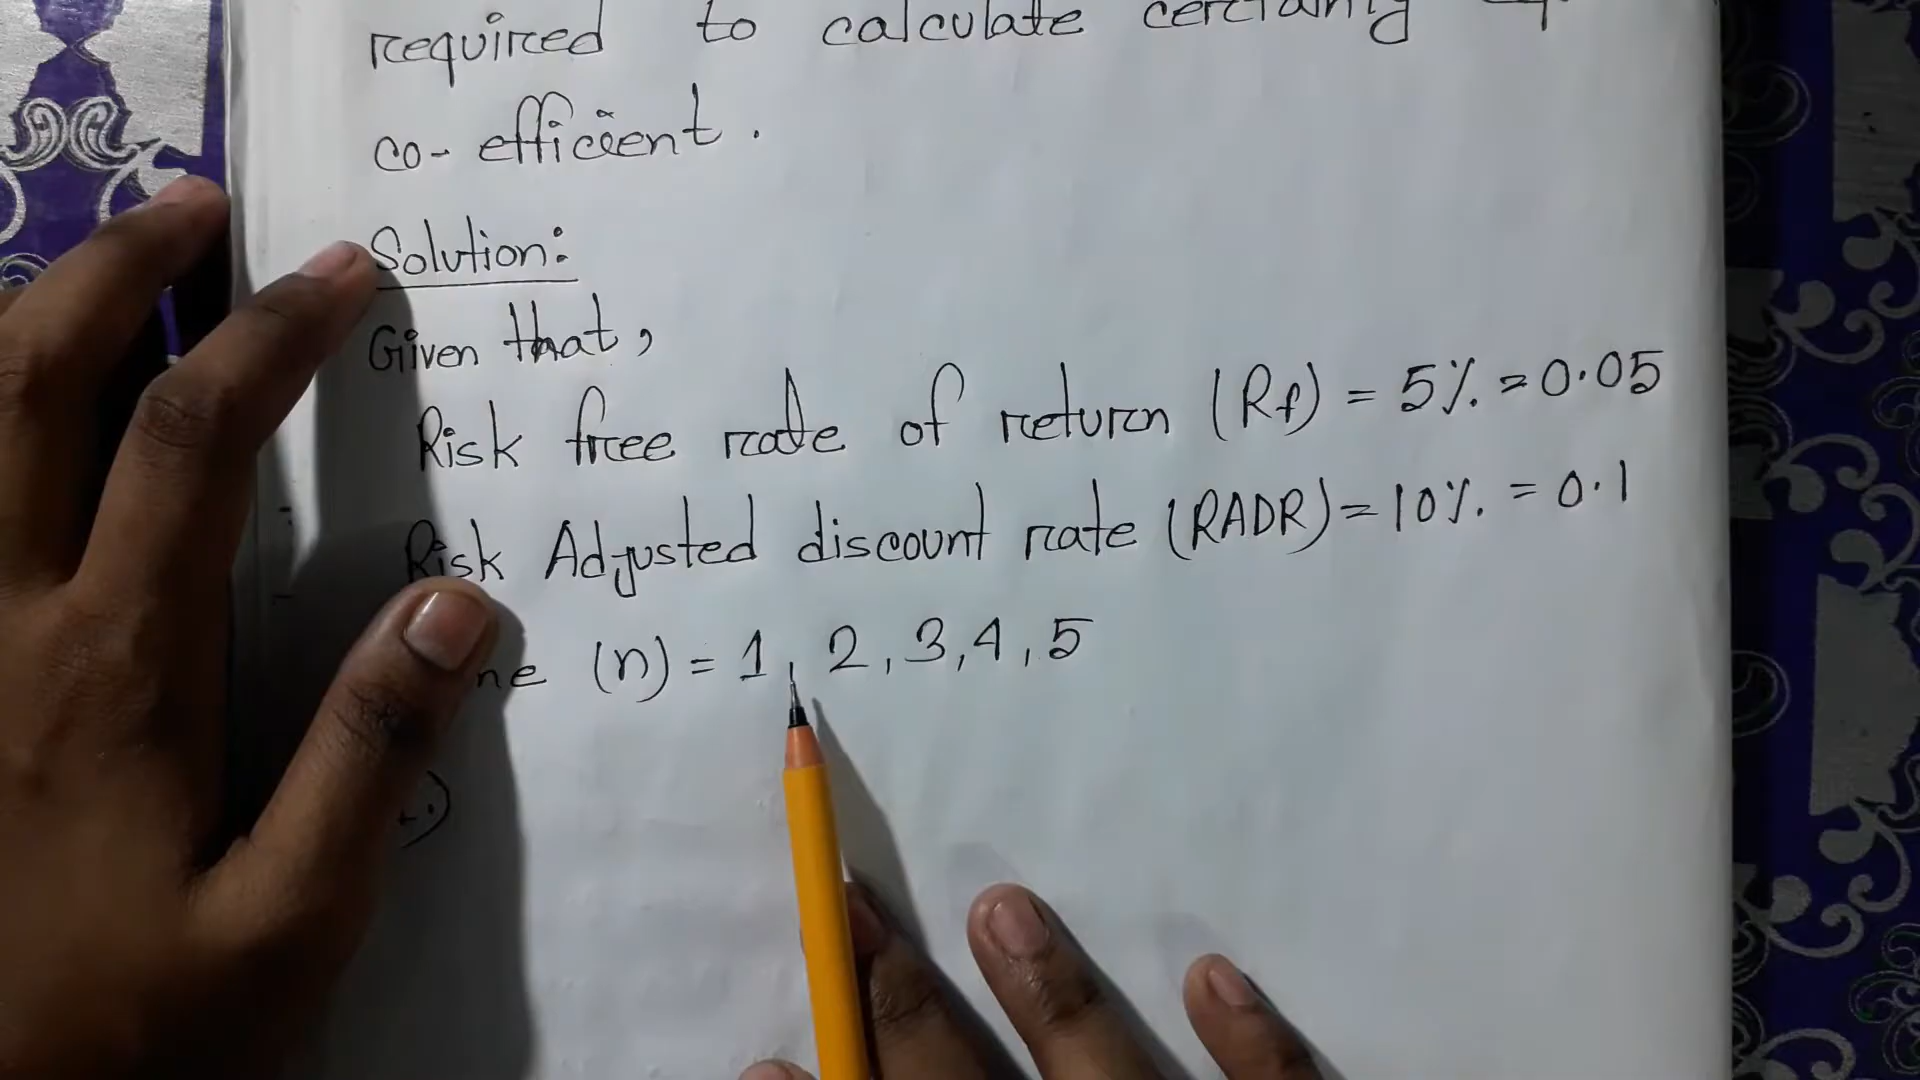 required to calculate certainty
co-efficient.
Solution:
Given that,
Risk free rate of return (Rf) = 5% = 0.05
Risk Adjusted discount rate (RADR) = 10% = 0.1
(n) = 1, 2, 3, 4, 5